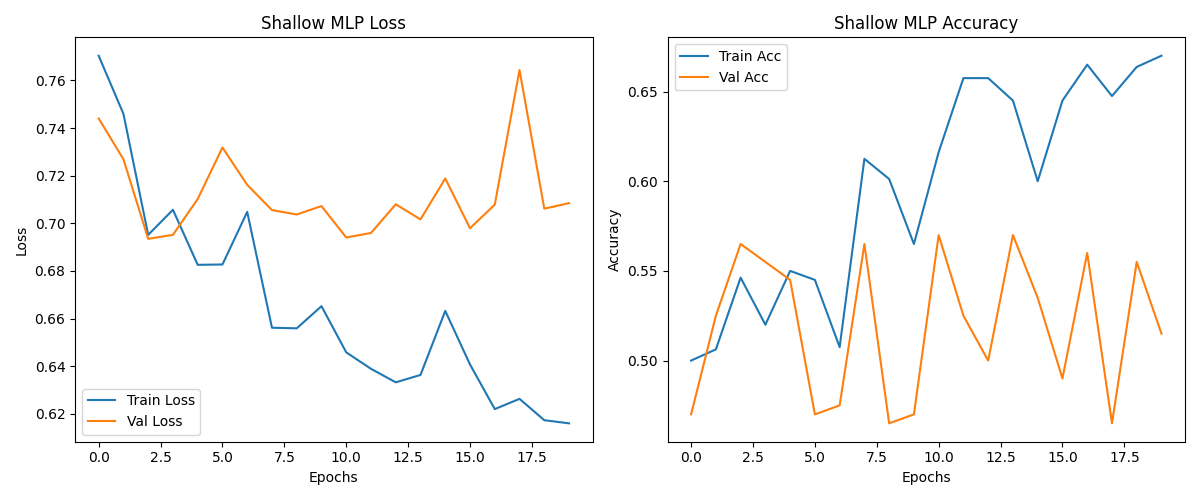 Shallow MLP Loss
0.76
0.74
0.72
0.70
0.68
0.66
0.64
0.62
Loss
Train Loss
Val Loss
0.0 2.5 5.0 7.5 10.0 12.5 15.0 17.5
Epochs
Shallow MLP Accuracy
Train Acc
Val Acc
0.65
0.60
0.55
0.50
Accuracy
0.0 2.5 5.0 7.5 10.0 12.5 15.0 17.5
Epochs